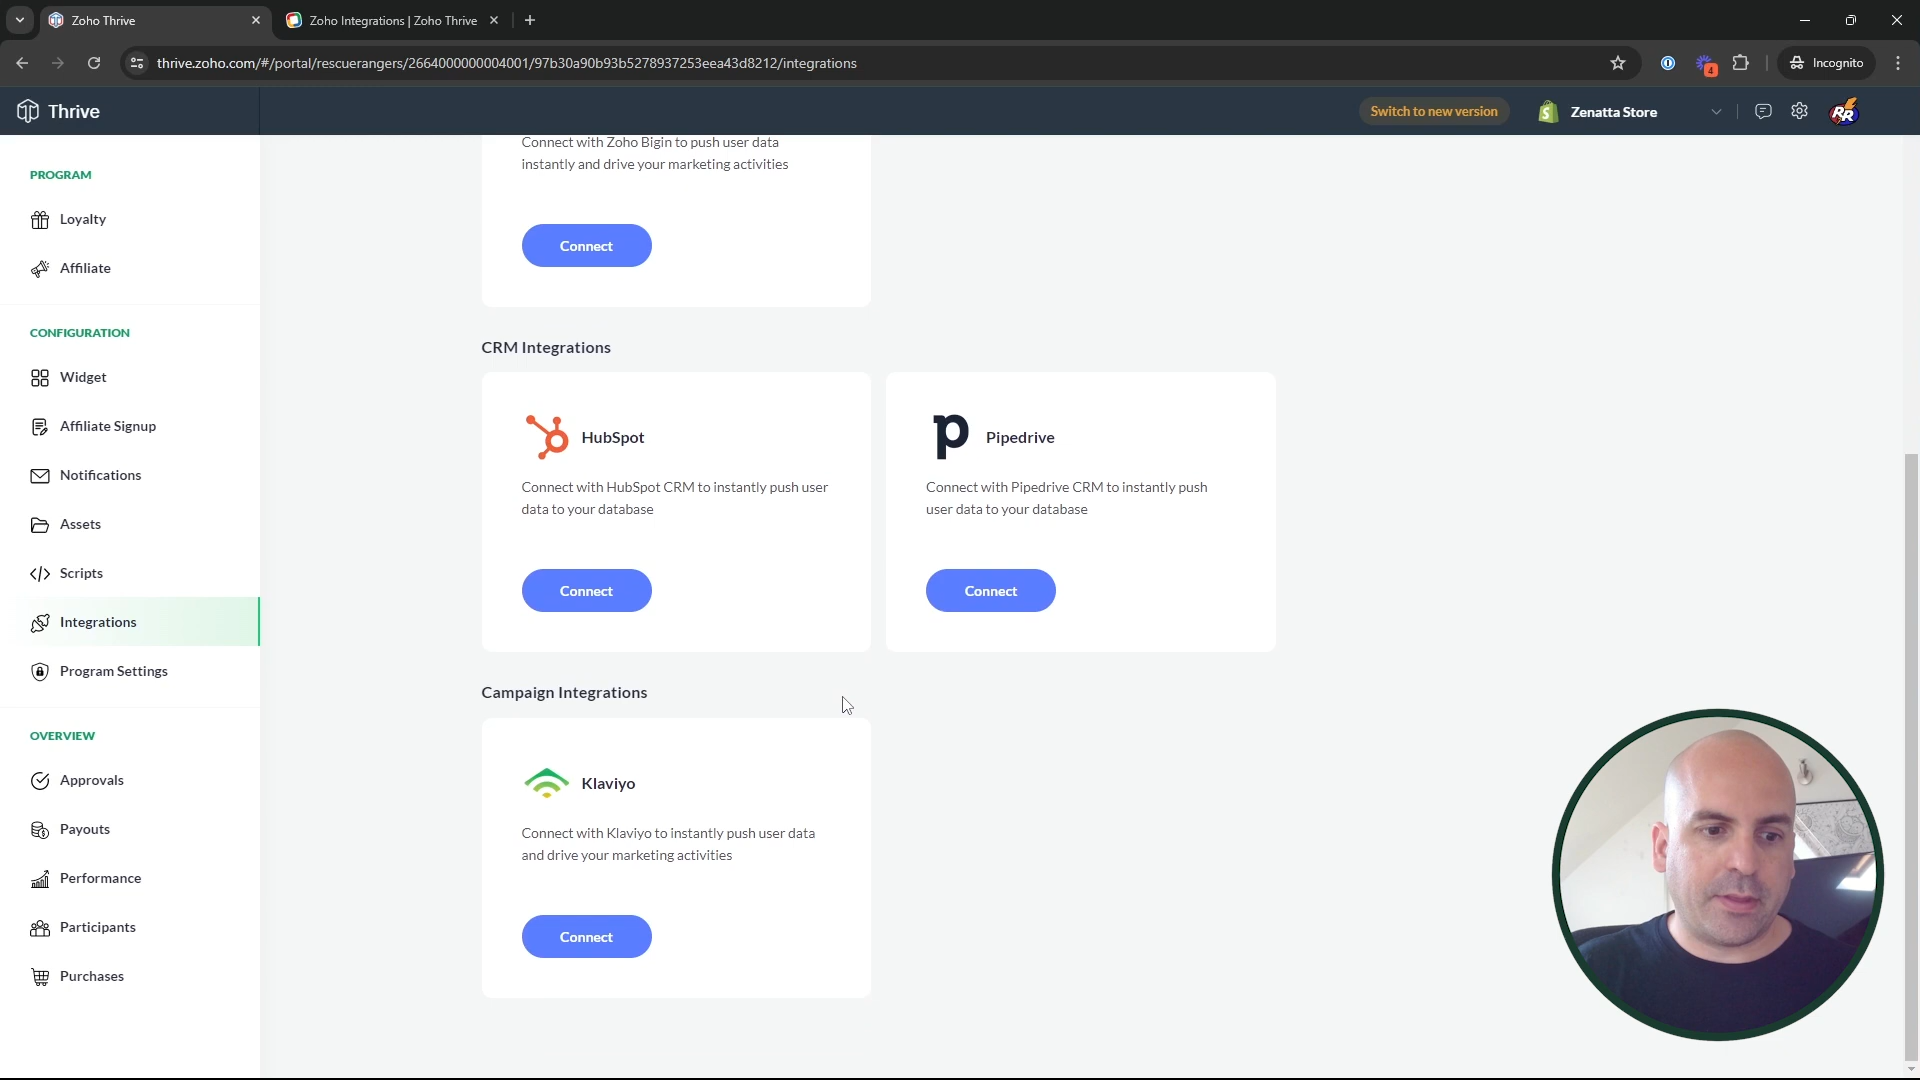 Zoho Thrive
Zoho Integrations | Zoho Thrive
thrive.zoho.com/#/portal/rescuerangers/2664000000004001/97b30a90b93b5278937253eea43d8212/integrations
4
Incognito
Thrive
Switch to new version
Zenatta Store
RR
PROGRAM
Loyalty
Affiliate
CONFIGURATION
Widget
Affiliate Signup
Notifications
Assets
Scripts
Integrations
Program Settings
OVERVIEW
Approvals
Payouts
Performance
Participants
Purchases
Connect with Zoho Bigin to push user data
instantly and drive your marketing activities
Connect
CRM Integrations
HubSpot
Connect with HubSpot CRM to instantly push user
data to your database
Connect
Pipedrive
Connect with Pipedrive CRM to instantly push
user data to your database
Connect
Campaign Integrations
Klaviyo
Connect with Klaviyo to instantly push user data
and drive your marketing activities
Connect